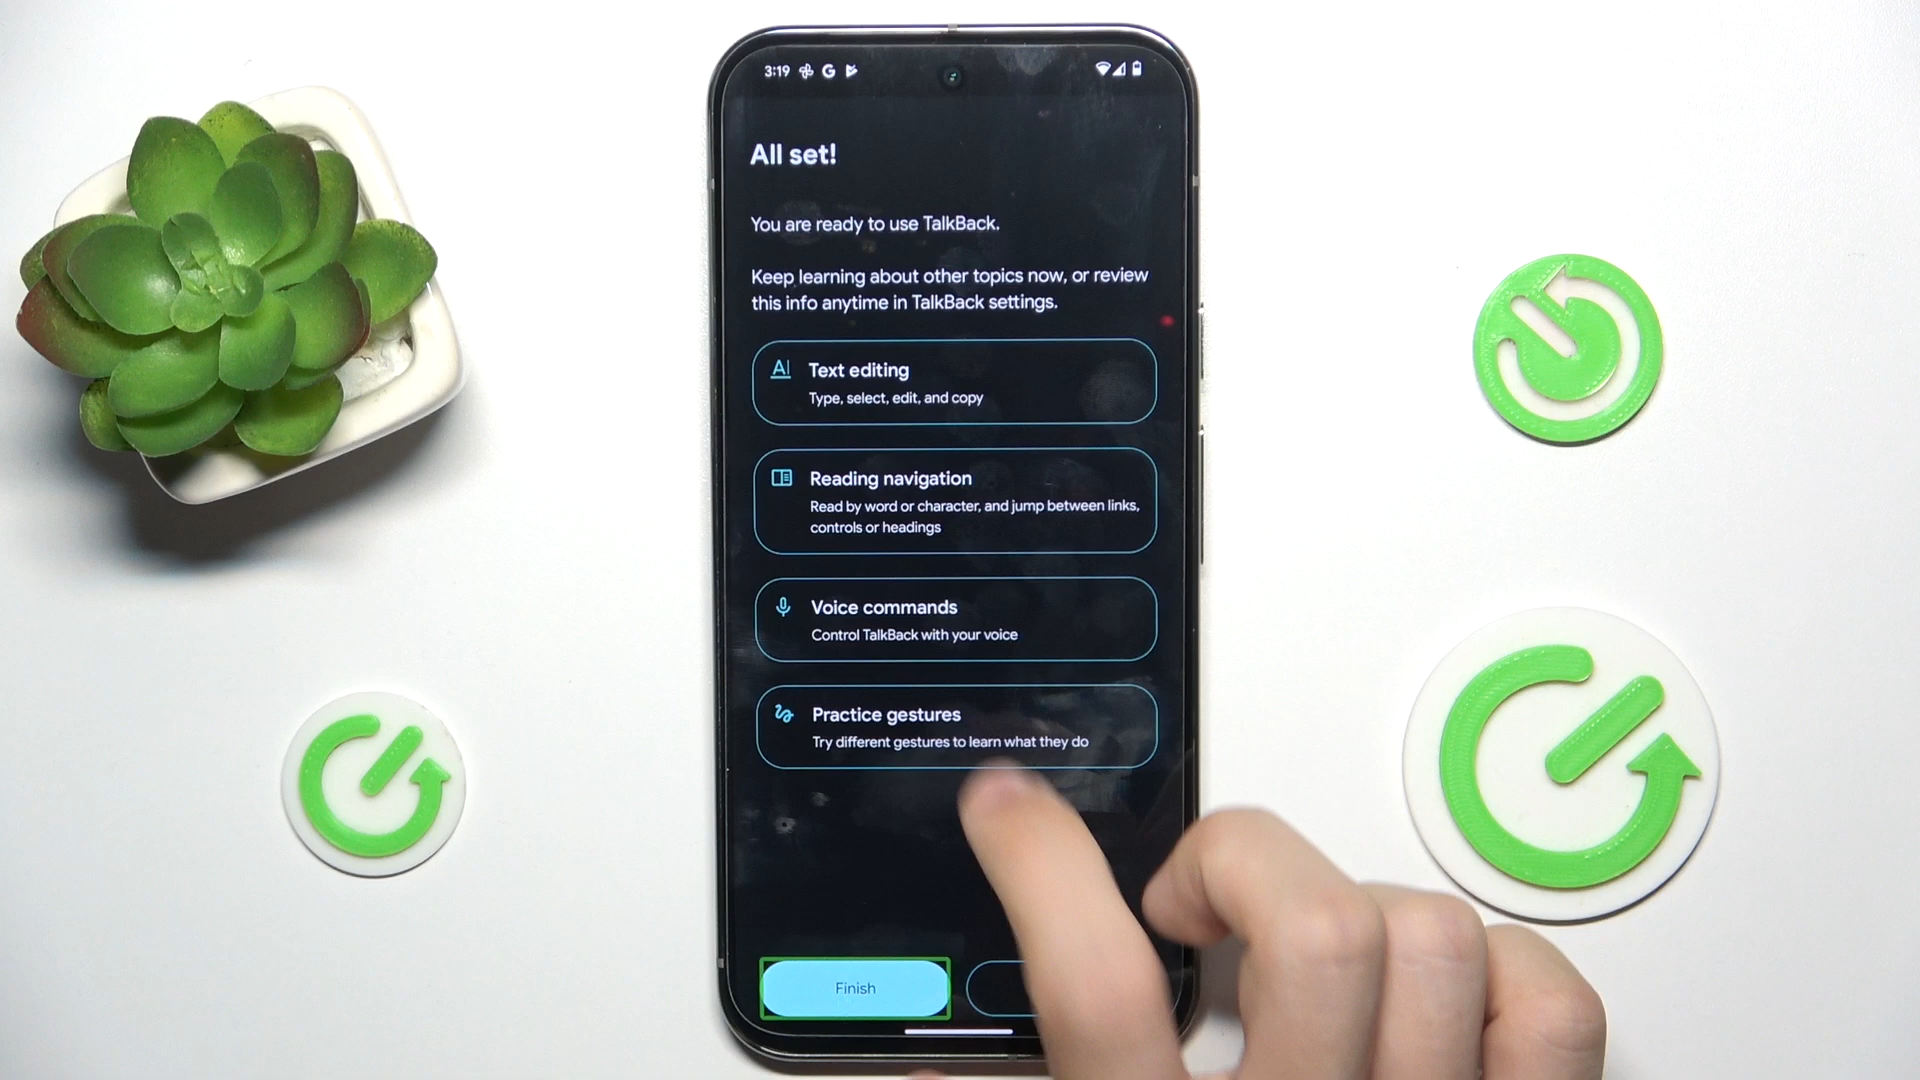 3:19
All set!
You are ready to use TalkBack.
Keep learning about other topics now, or review
this info anytime in TalkBack settings.
Text editing
Type, select, edit, and copy
Reading navigation
Read by word or character, and jump between links,
controls or headings
Voice commands
Control TalkBack with your voice
Practice gestures
Try different gestures to learn what they do
Finish